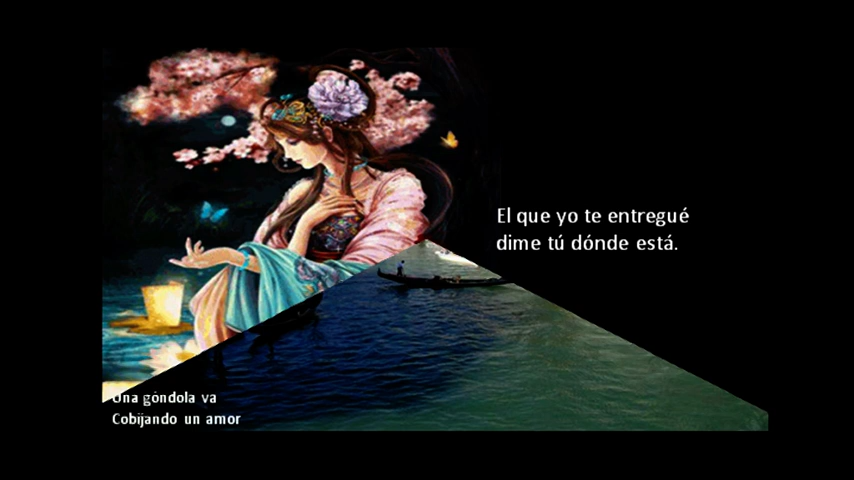 El que yo te entregué
dime tú dónde está.
Una góndola va
Cobijando un amor